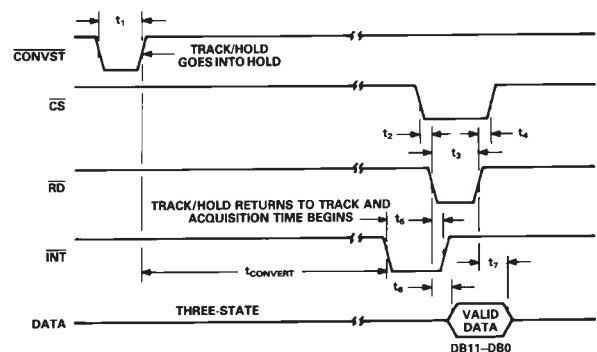 t1
CONVST
TRACK/HOLD
GOES INTO HOLD
CS
t2
t3
t4
RD
TRACK/HOLD RETURNS TO TRACK AND
ACQUISITION TIME BEGINS
t5
INT
tCONVERT
t6
t7
DATA
THREE-STATE
VALID
DATA
DB11–DB0